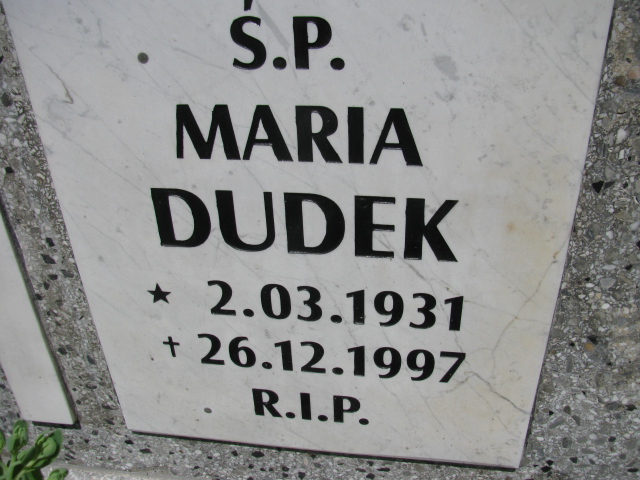 Ś.P.
MARIA
DUDEK
★ 2.03.1931
✝ 26.12.1997
R.I.P.